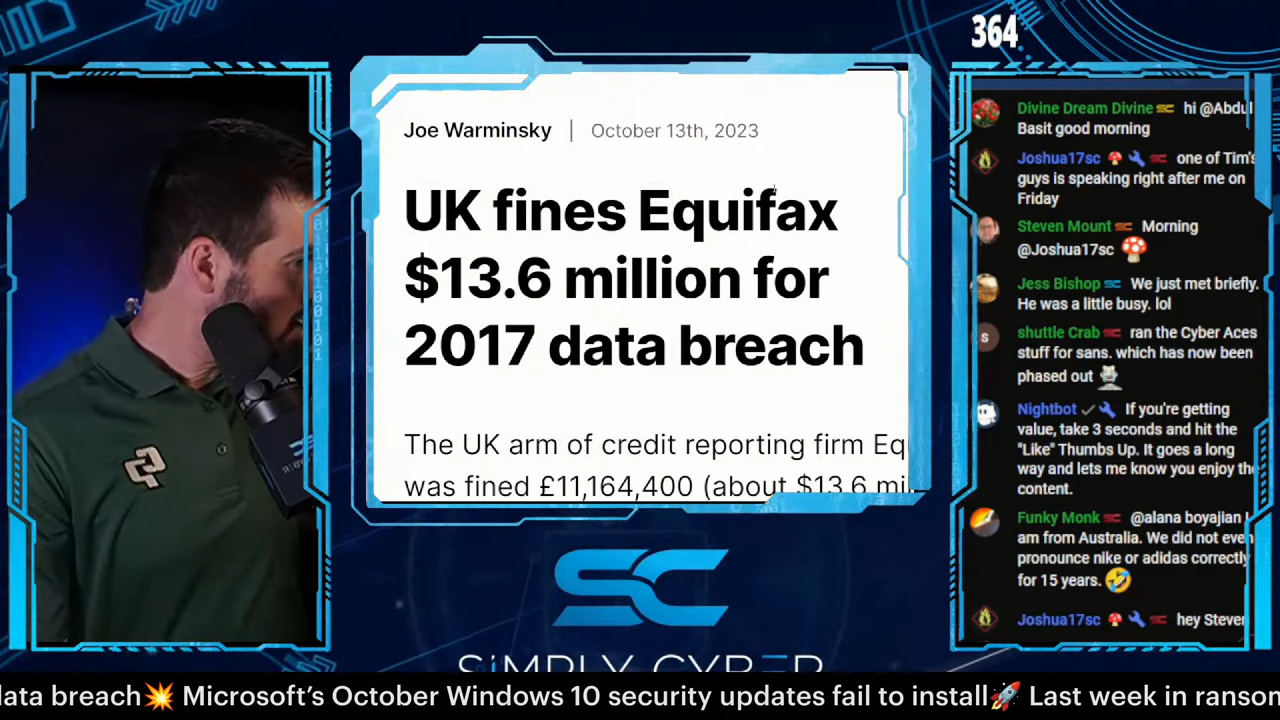 364
Joe Warminsky | October 13th, 2023
UK fines Equifax
$13.6 million for
2017 data breach
The UK arm of credit reporting firm Eq
was fined £11,164,400 (about $13.6 mi
Divine Dream Divine hi @Abdul
Basit good morning
Joshua17sc one of Tim's
guys is speaking right after me on
Friday
Steven Mount Morning
@Joshua17sc
Jess Bishop We just met briefly.
He was a little busy. lol
shuttle Crab ran the Cyber Aces
stuff for sans. which has now been
phased out
Nightbot If you're getting
value, take 3 seconds and hit the
"Like" Thumbs Up. It goes a long
way and lets me know you enjoy the
content.
Funky Monk @alana boyajian I
am from Australia. We did not even
pronounce nike or adidas correctly
for 15 years.
Joshua17sc hey Steven
SC
SIMPLY CYBER
data breach💥 Microsoft's October Windows 10 security updates fail to install🚀 Last week in ransom